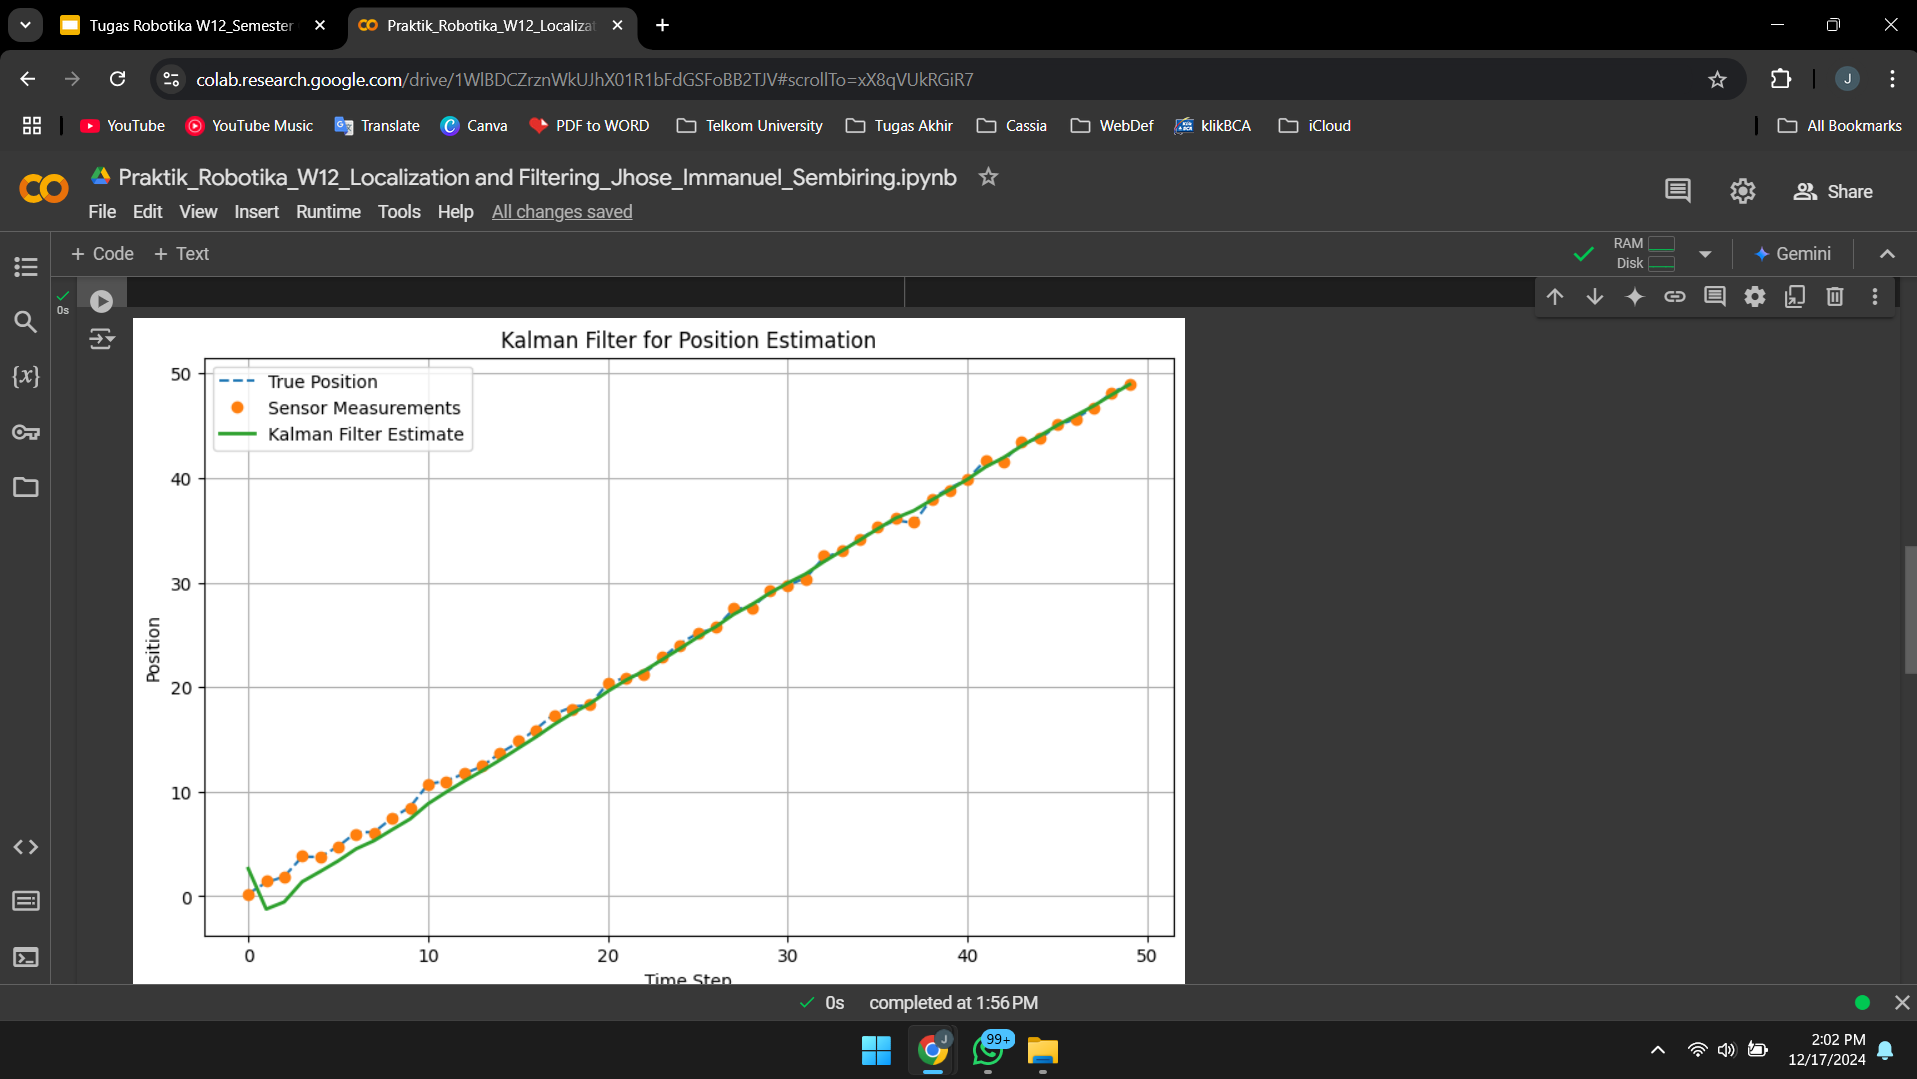 Tugas Robotika W12_Semester
Praktik_Robotika_W12_Localizat
colab.research.google.com/drive/1WlBDCZrznWkUJhX01R1bFdGSFoBB2TJV#scrollTo=xX8qVUkRGiR7
J
YouTube
YouTube Music
Translate
Canva
PDF to WORD
Telkom University
Tugas Akhir
Cassia
WebDef
klikBCA
iCloud
All Bookmarks
Praktik_Robotika_W12_Localization and Filtering_Jhose_Immanuel_Sembiring.ipynb
Share
File Edit View Insert Runtime Tools Help All changes saved
+ Code + Text
RAM
Disk
Gemini
0s
Kalman Filter for Position Estimation
True Position
Sensor Measurements
Kalman Filter Estimate
50
40
30
20
10
0
Position
0 10 20 30 40 50
Time Step
0s completed at 1:56 PM
J
99+
2:02 PM
12/17/2024